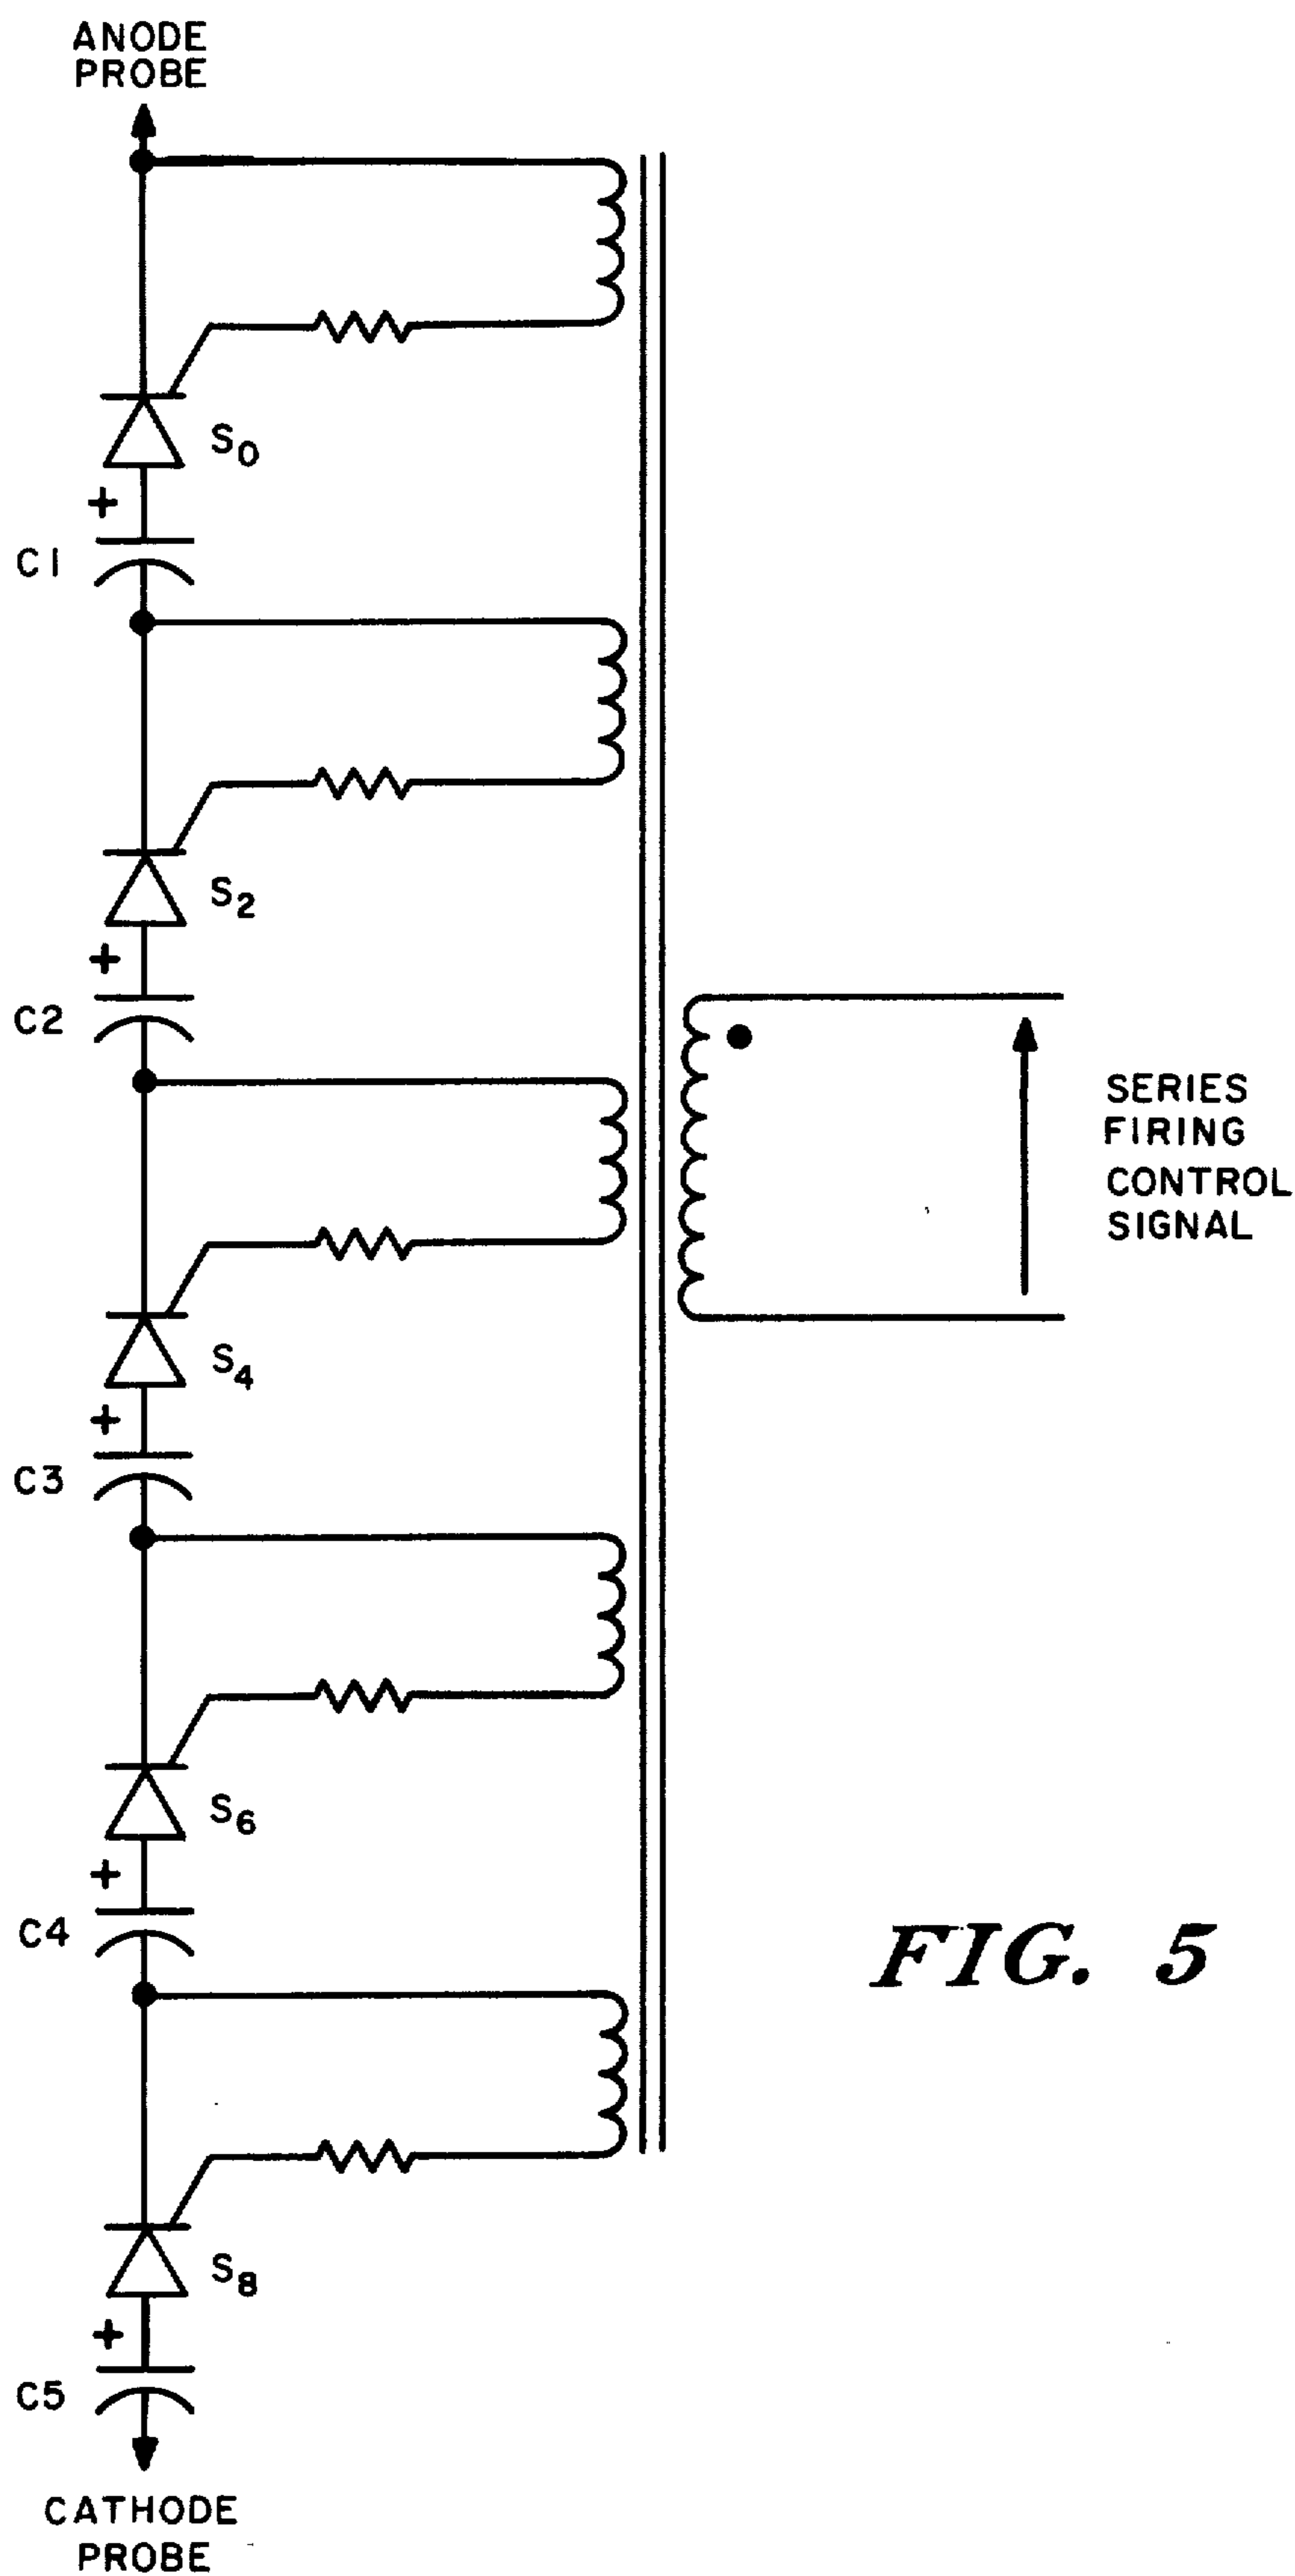 ANODE
PROBE
S0
+
C1
S2
+
C2
SERIES
FIRING
CONTROL
SIGNAL
S4
+
C3
S6
+
C4
FIG. 5
S8
+
C5
CATHODE
PROBE